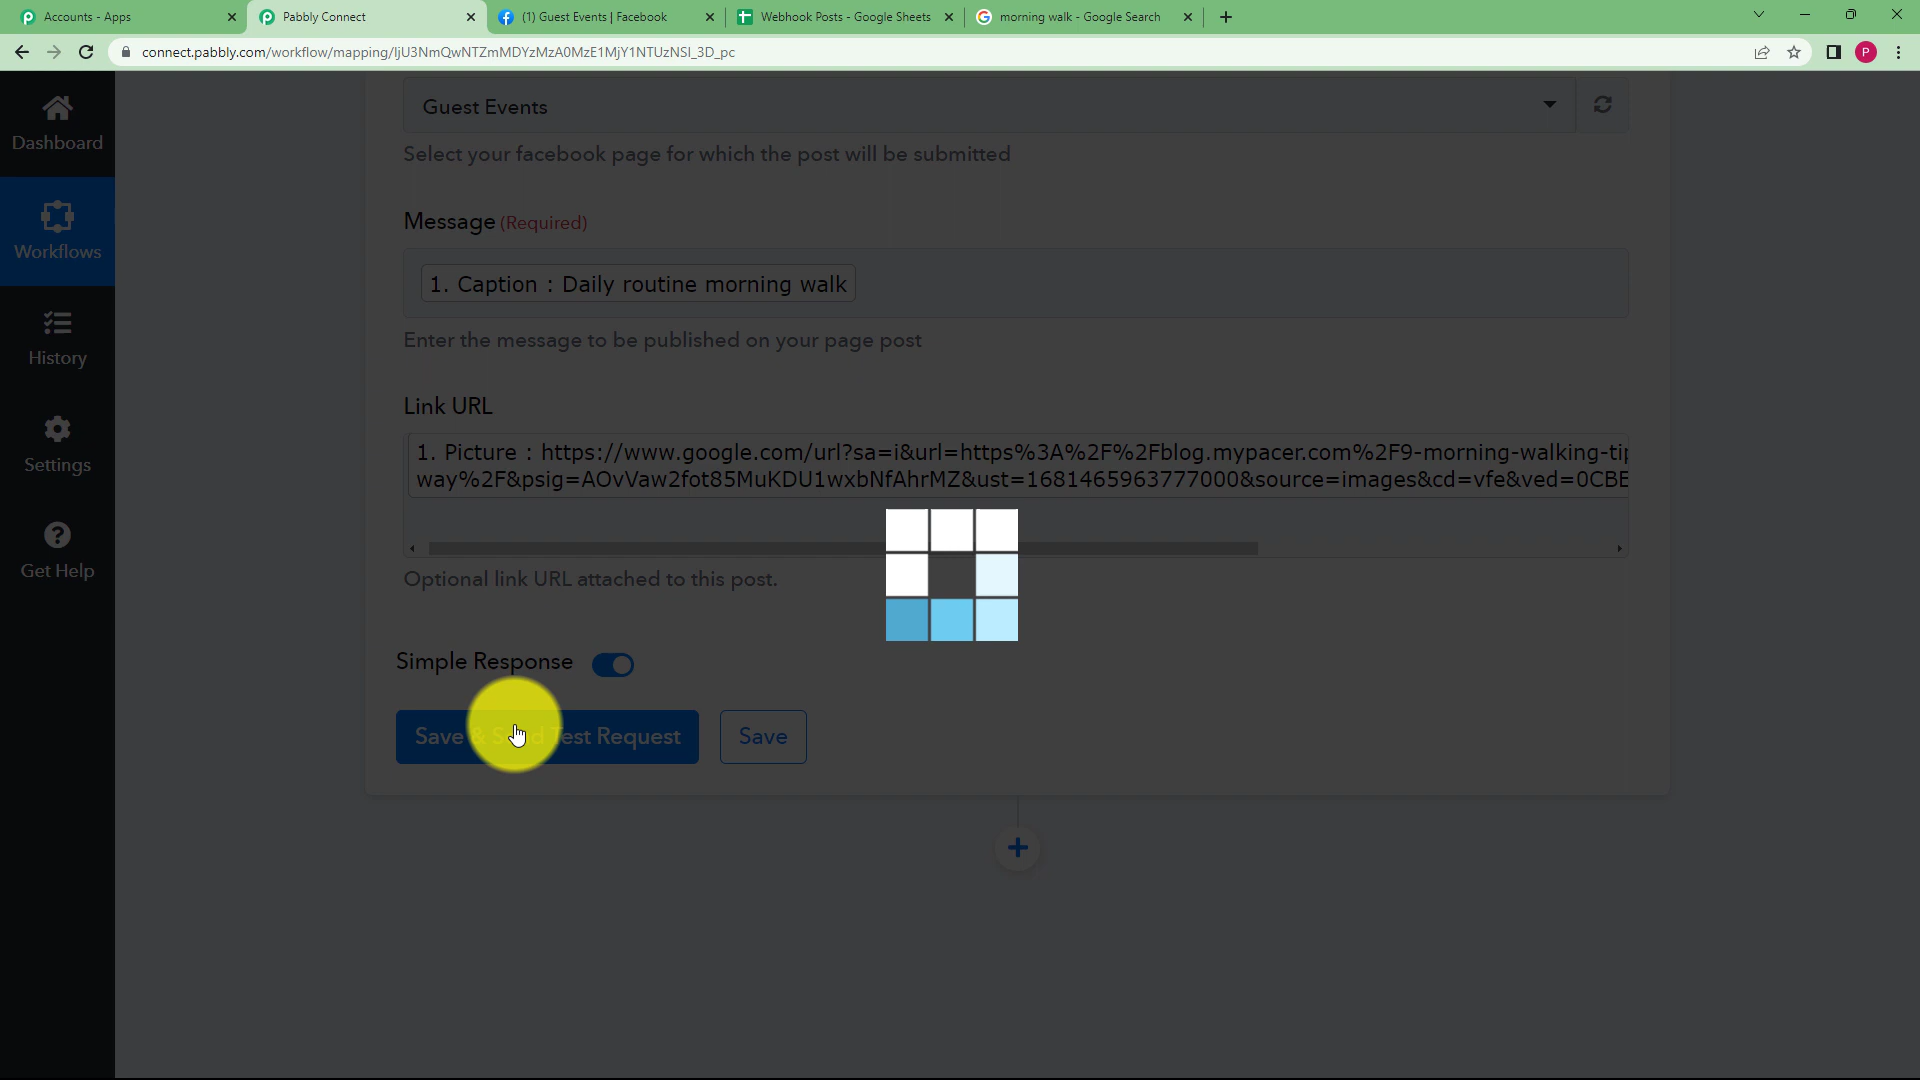 Accounts - Apps
Pabbly Connect
(1) Guest Events | Facebook
Webhook Posts - Google Sheets
morning walk - Google Search
connect.pabbly.com/workflow/mapping/IjU3NmQwNTZmMDYzMzA0MzE1MjY1NTUzNSI_3D_pc
P
Dashboard
Workflows
History
Settings
Get Help
Guest Events
Select your facebook page for which the post will be submitted
Message (Required)
1. Caption : Daily routine morning walk
Enter the message to be published on your page post
Link URL
1. Picture : https://www.google.com/url?sa=i&url=https%3A%2F%2Fblog.mypacer.com%2F9-morning-walking-tip
way%2F&psig=AOvVaw2fot85MuKDU1wxbNfAhrMZ&ust=1681465963777000&source=images&cd=vfe&ved=0CBE
Optional link URL attached to this post.
Simple Response
Save & Send Test Request
Save